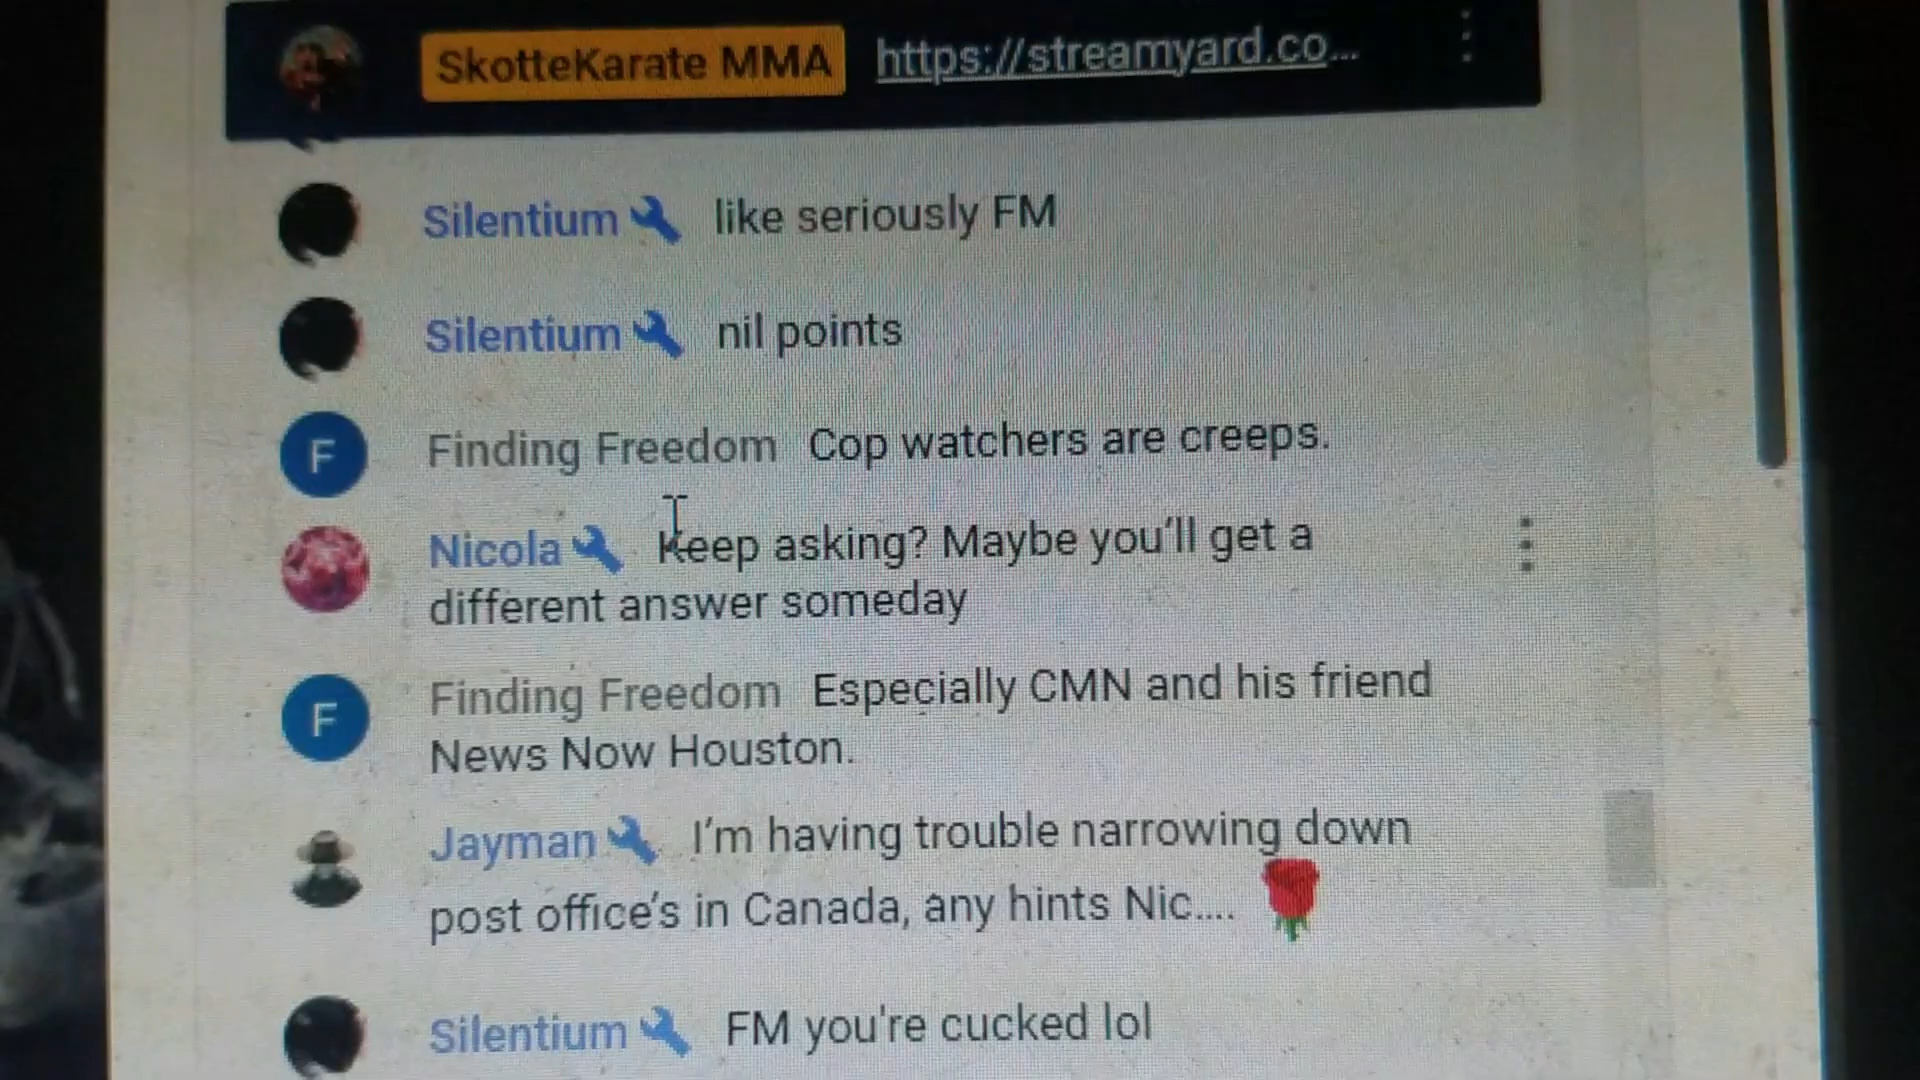 SkotteKarate MMA https://streamyard.co...
Silentium like seriously FM
Silentium nil points
F Finding Freedom Cop watchers are creeps.
Nicola Keep asking? Maybe you'll get a
different answer someday
F Finding Freedom Especially CMN and his friend
News Now Houston.
Jayman I'm having trouble narrowing down
post office's in Canada, any hints Nic....
Silentium FM you're cucked lol